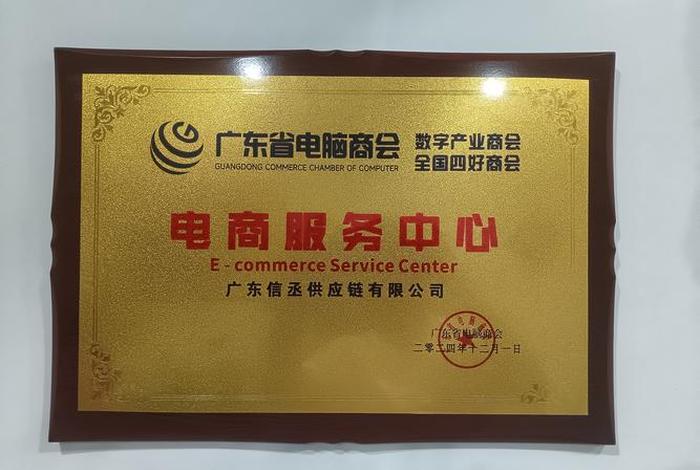 广东省电脑商会
GUANGDONG COMMERCE CHAMBER OF COMPUTER
数字产业商会
全国四好商会
电商服务中心
E-commerce Service Center
广东信丞供应链有限公司
广东省电脑商会
二零二四年十二月一日